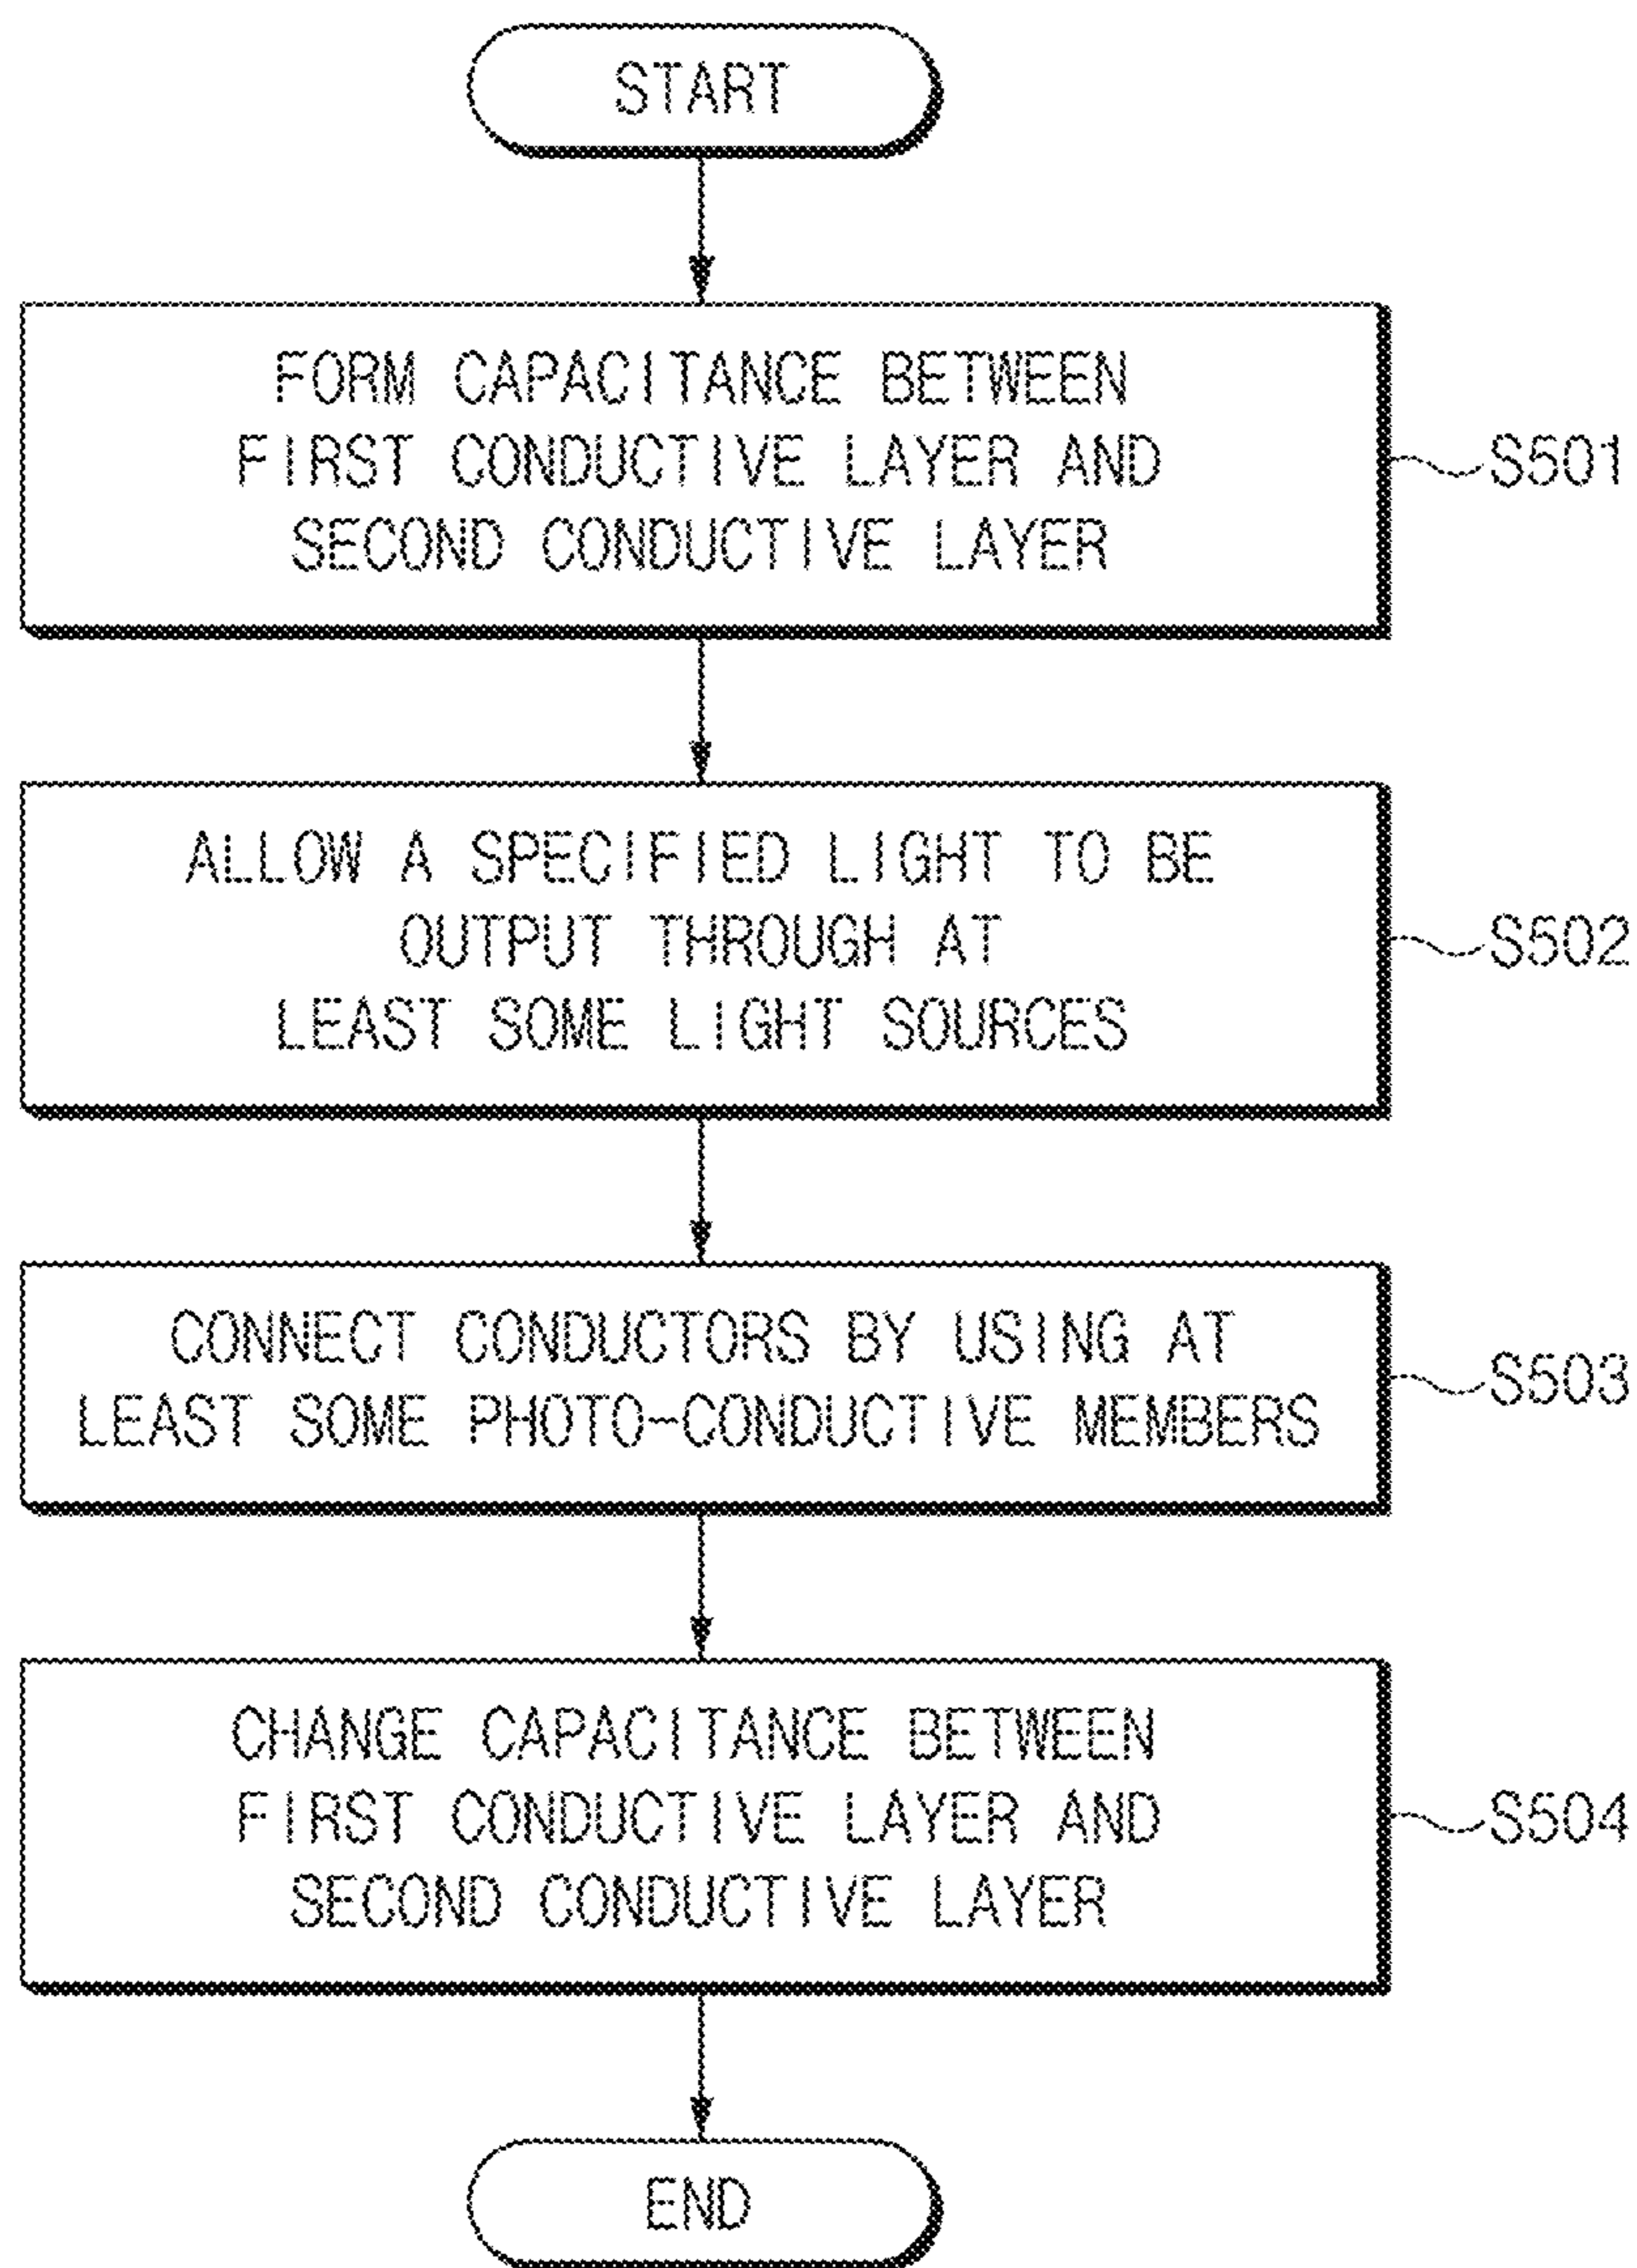 START
FORM CAPACITANCE BETWEEN
FIRST CONDUCTIVE LAYER AND
SECOND CONDUCTIVE LAYER
S501
ALLOW A SPECIFIED LIGHT TO BE
OUTPUT THROUGH AT
LEAST SOME LIGHT SOURCES
S502
CONNECT CONDUCTORS BY USING AT
LEAST SOME PHOTO-CONDUCTIVE MEMBERS
S503
CHANGE CAPACITANCE BETWEEN
FIRST CONDUCTIVE LAYER AND
SECOND CONDUCTIVE LAYER
S504
END